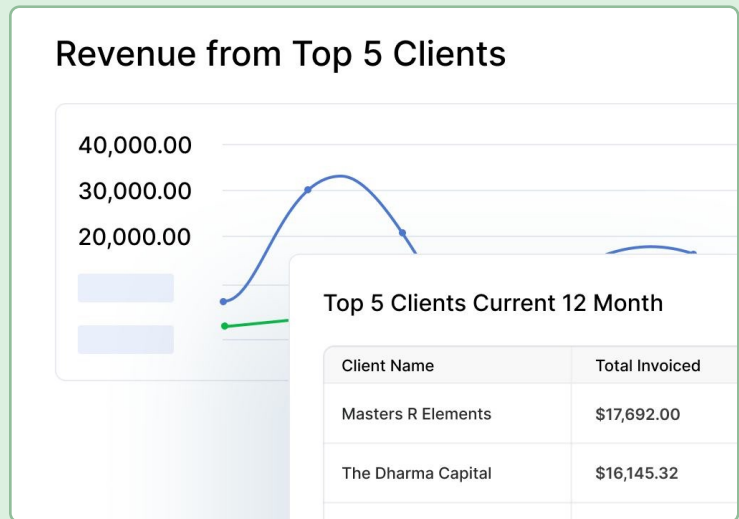 Revenue from Top 5 Clients
40,000.00
30,000.00
20,000.00
Top 5 Clients Current 12 Month
Client Name Total Invoiced
Masters R Elements $17,692.00
The Dharma Capital $16,145.32